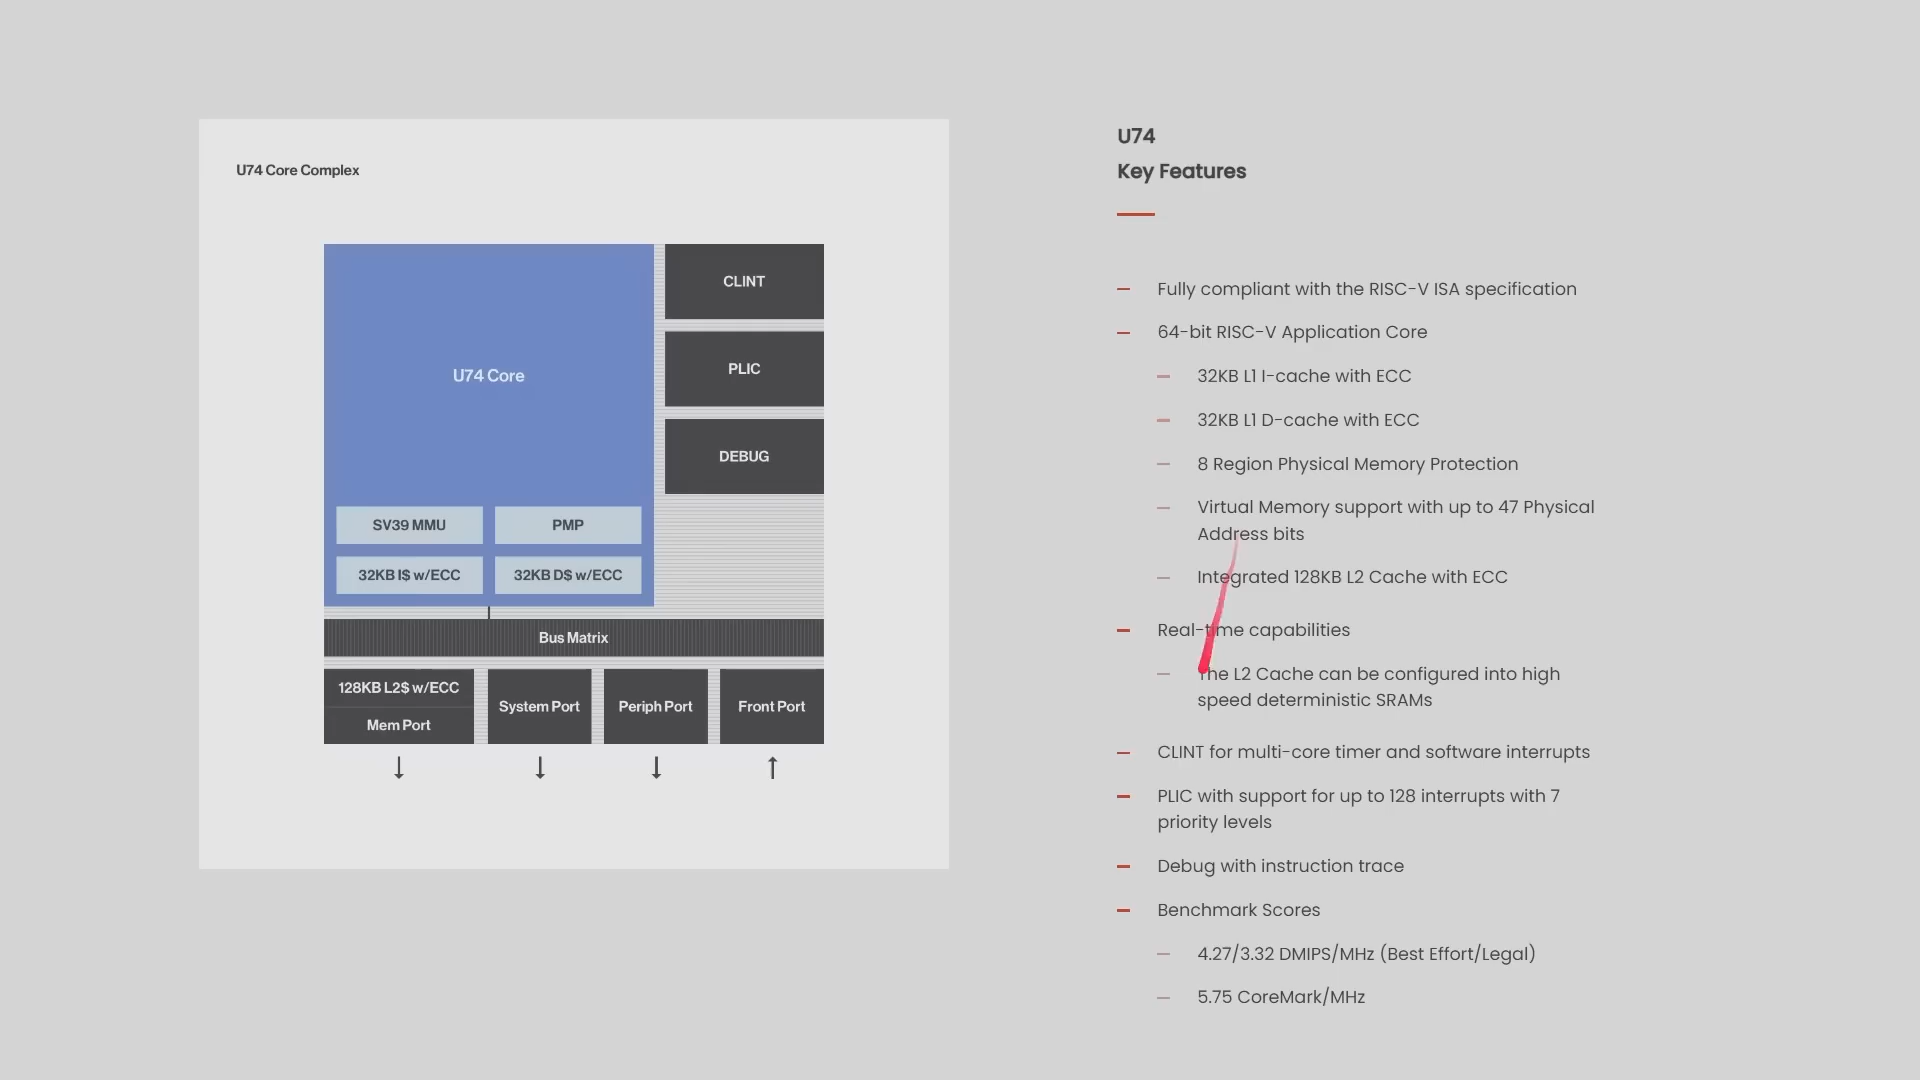 U74 Core Complex
U74 Core
CLINT
PLIC
DEBUG
SV39 MMU
PMP
32KB I$ w/ECC
32KB D$ w/ECC
Bus Matrix
128KB L2$ w/ECC
Mem Port
System Port
Periph Port
Front Port
U74
Key Features
Fully compliant with the RISC-V ISA specification
64-bit RISC-V Application Core
32KB L1 I-cache with ECC
32KB L1 D-cache with ECC
8 Region Physical Memory Protection
Virtual Memory support with up to 47 Physical
Address bits
Integrated 128KB L2 Cache with ECC
Real-time capabilities
The L2 Cache can be configured into high
speed deterministic SRAMs
CLINT for multi-core timer and software interrupts
PLIC with support for up to 128 interrupts with 7
priority levels
Debug with instruction trace
Benchmark Scores
4.27/3.32 DMIPS/MHz (Best Effort/Legal)
5.75 CoreMark/MHz